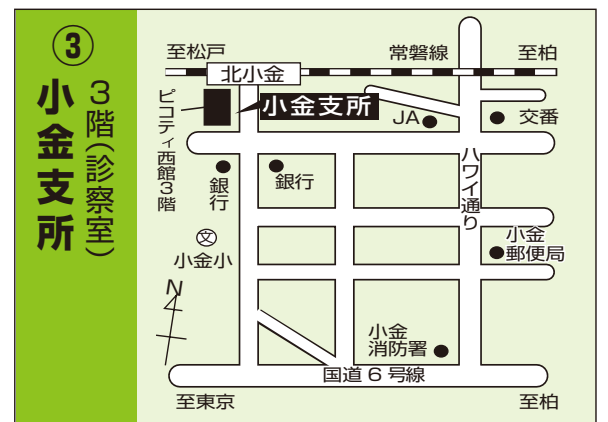 ③
小金支所
3階(診察室)
至松戸
常磐線
至柏
北小金
小金支所
ピコティ西館3階
JA
交番
銀行
銀行
ハワイ通り
文
小金小
小金
郵便局
N
小金
消防署
国道6号線
至東京
至柏